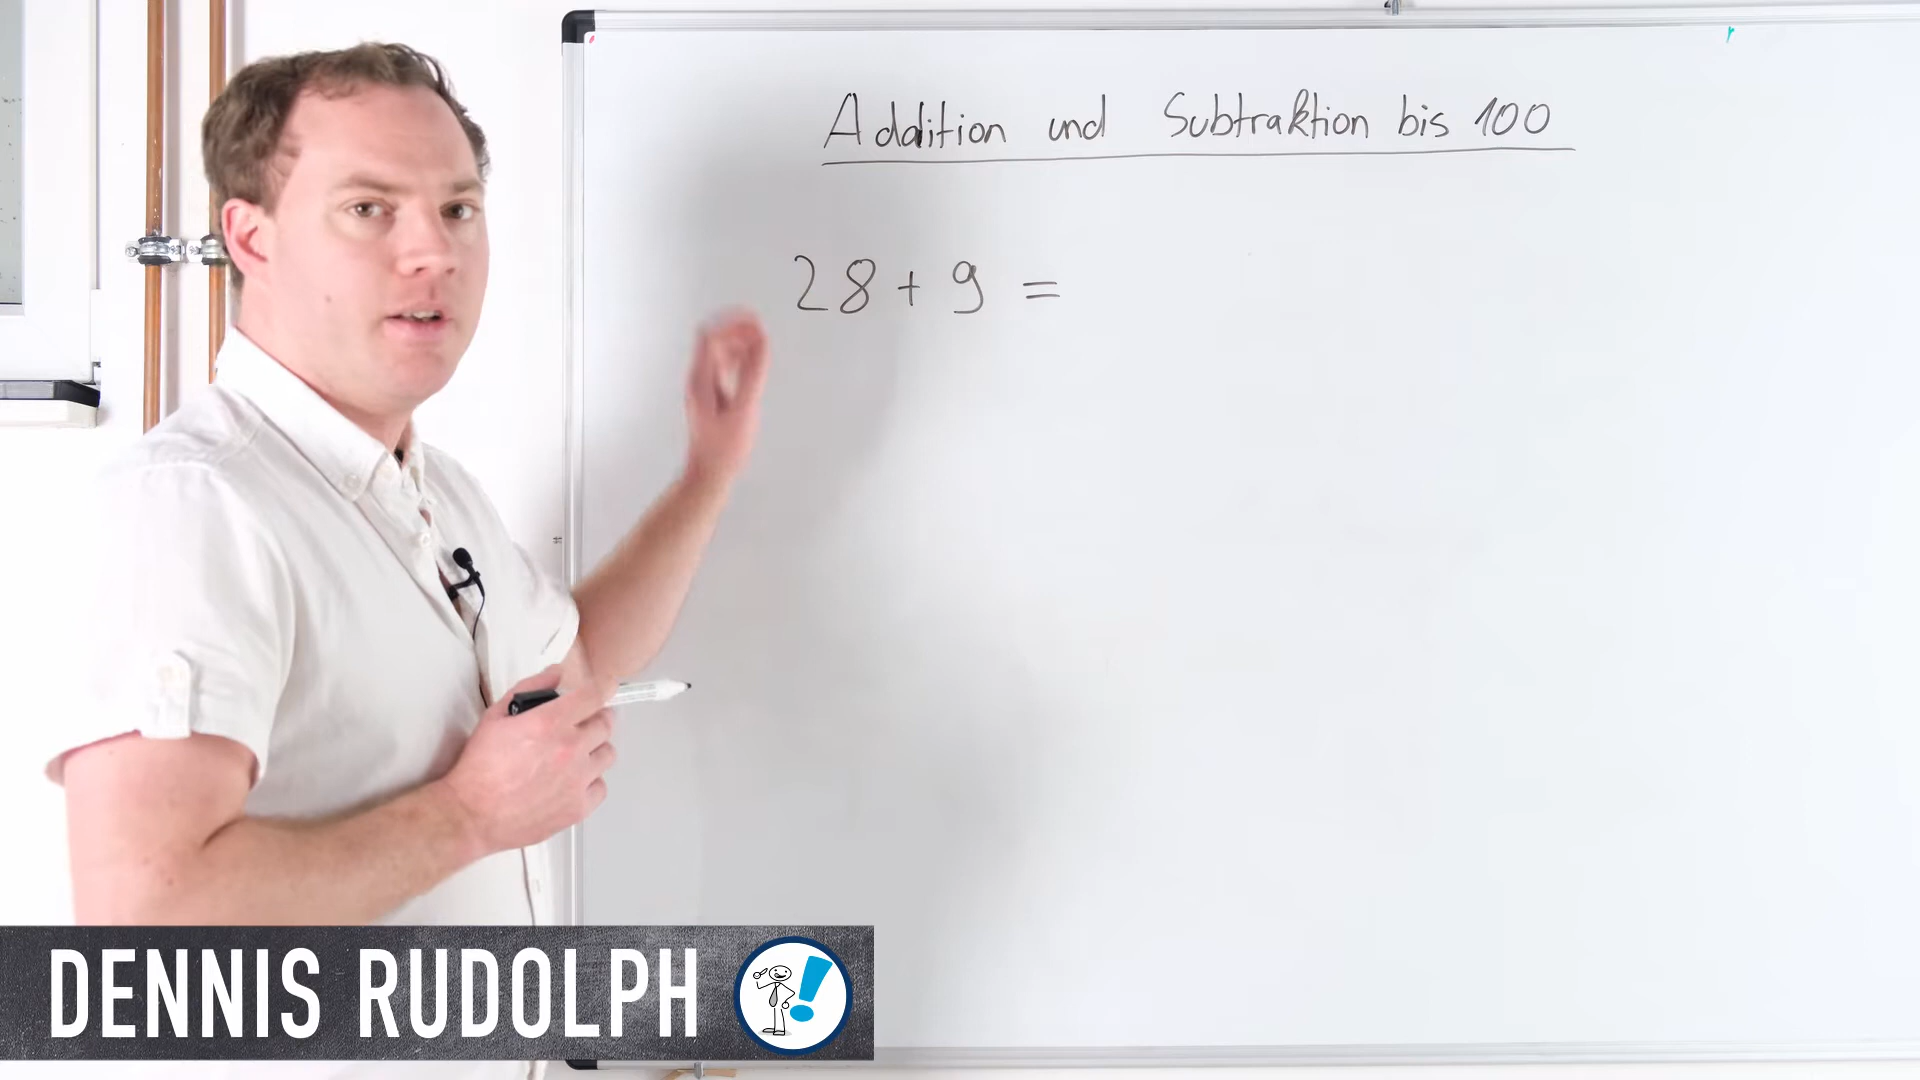 Addition und Subtraktion bis 100
28 + 9 =
DENNIS RUDOLPH